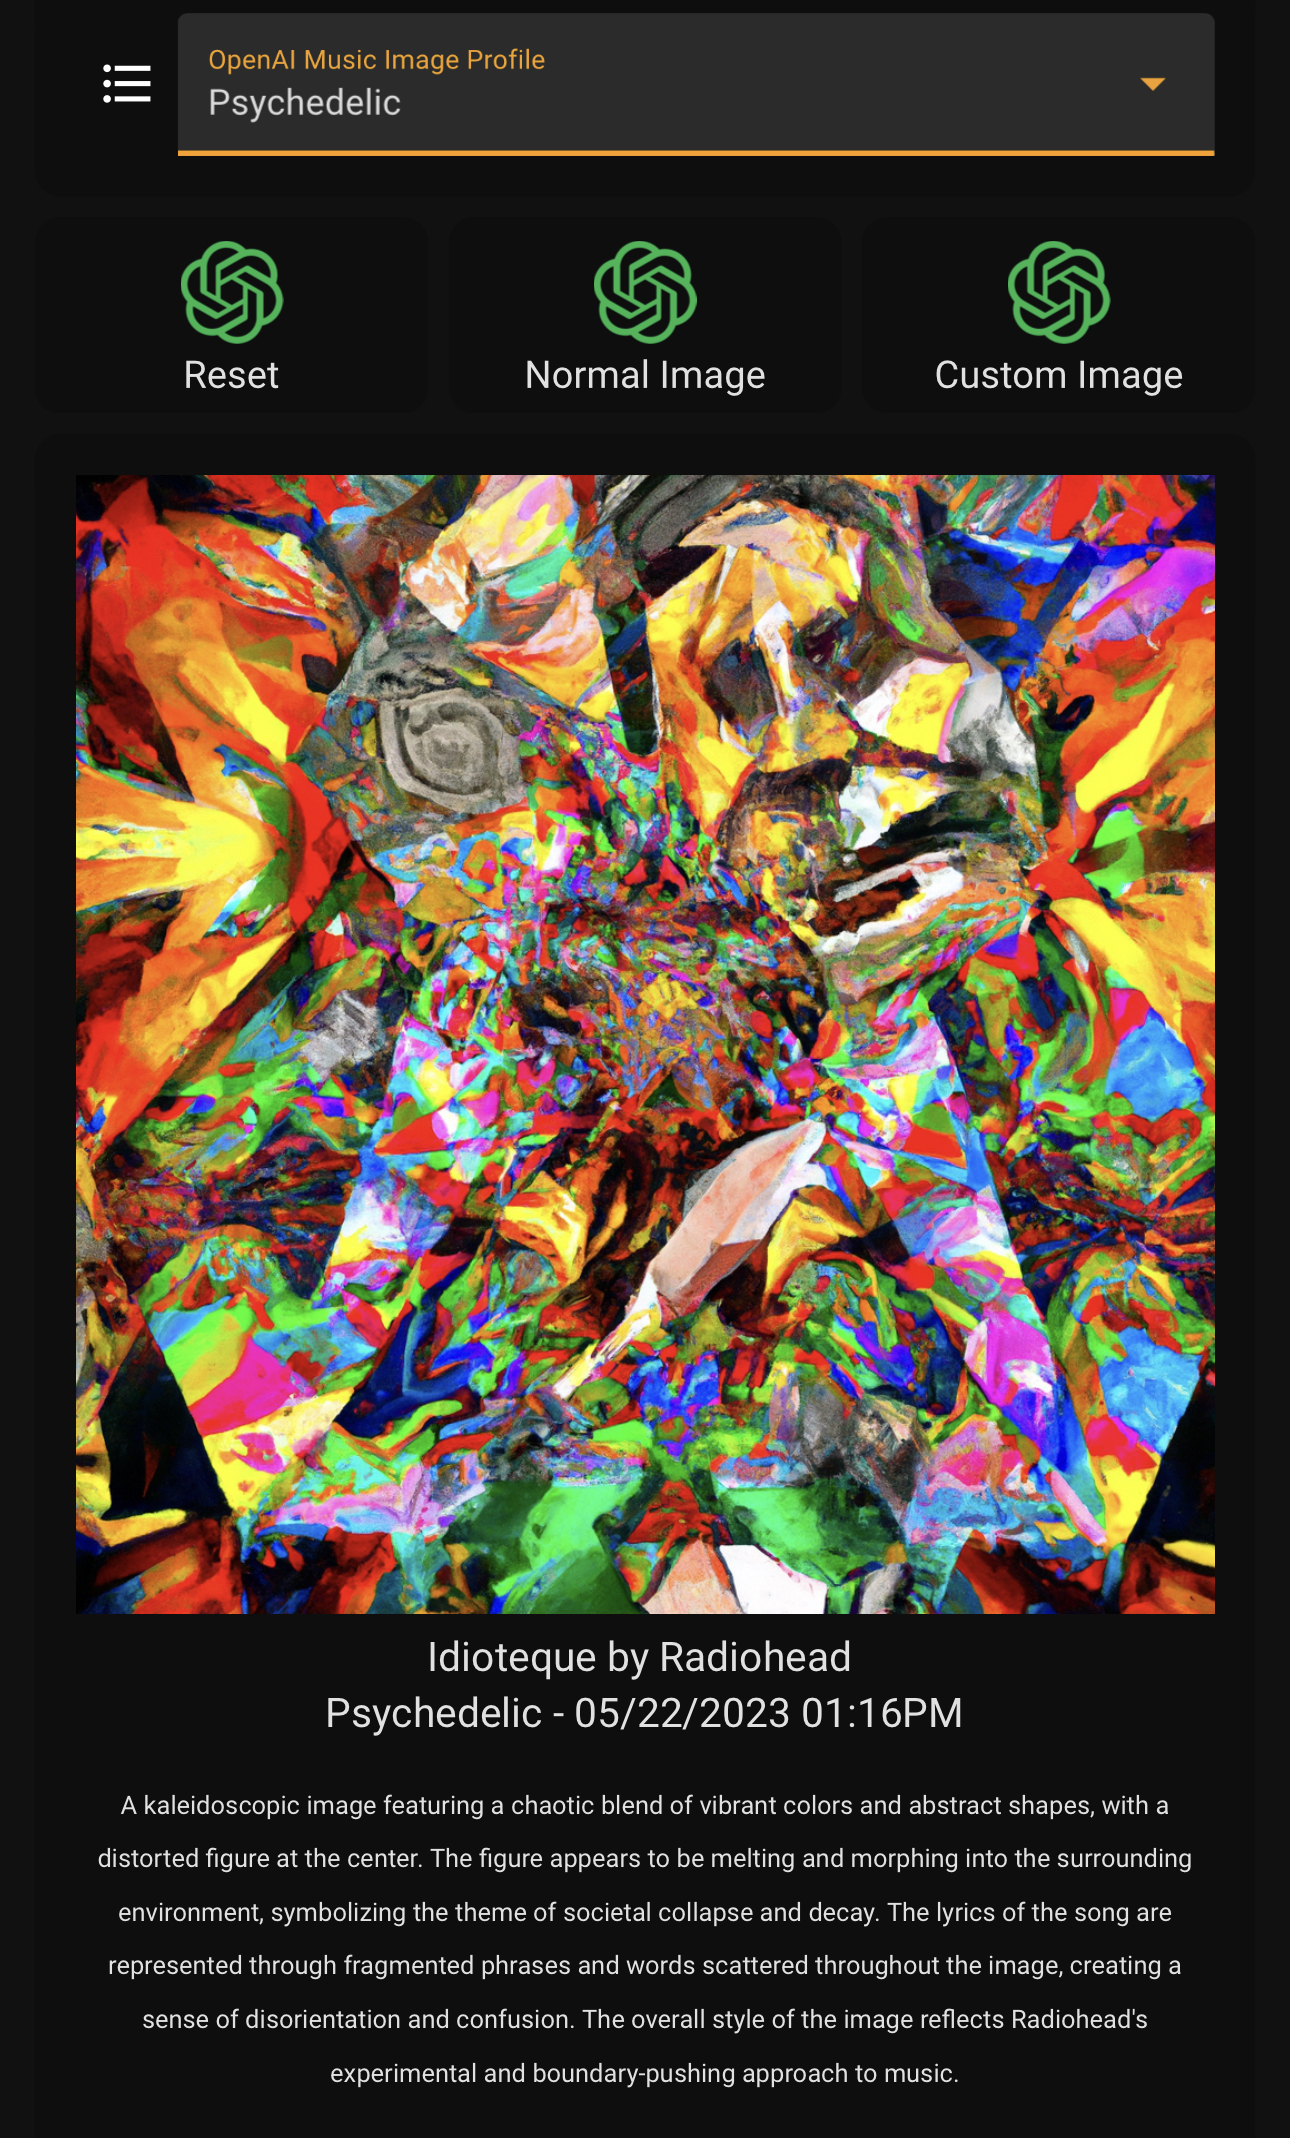 OpenAI Music Image Profile
Psychedelic
Reset
Normal Image
Custom Image
Idioteque by Radiohead
Psychedelic - 05/22/2023 01:16PM
A kaleidoscopic image featuring a chaotic blend of vibrant colors and abstract shapes, with a
distorted figure at the center. The figure appears to be melting and morphing into the surrounding
environment, symbolizing the theme of societal collapse and decay. The lyrics of the song are
represented through fragmented phrases and words scattered throughout the image, creating a
sense of disorientation and confusion. The overall style of the image reflects Radiohead's
experimental and boundary-pushing approach to music.